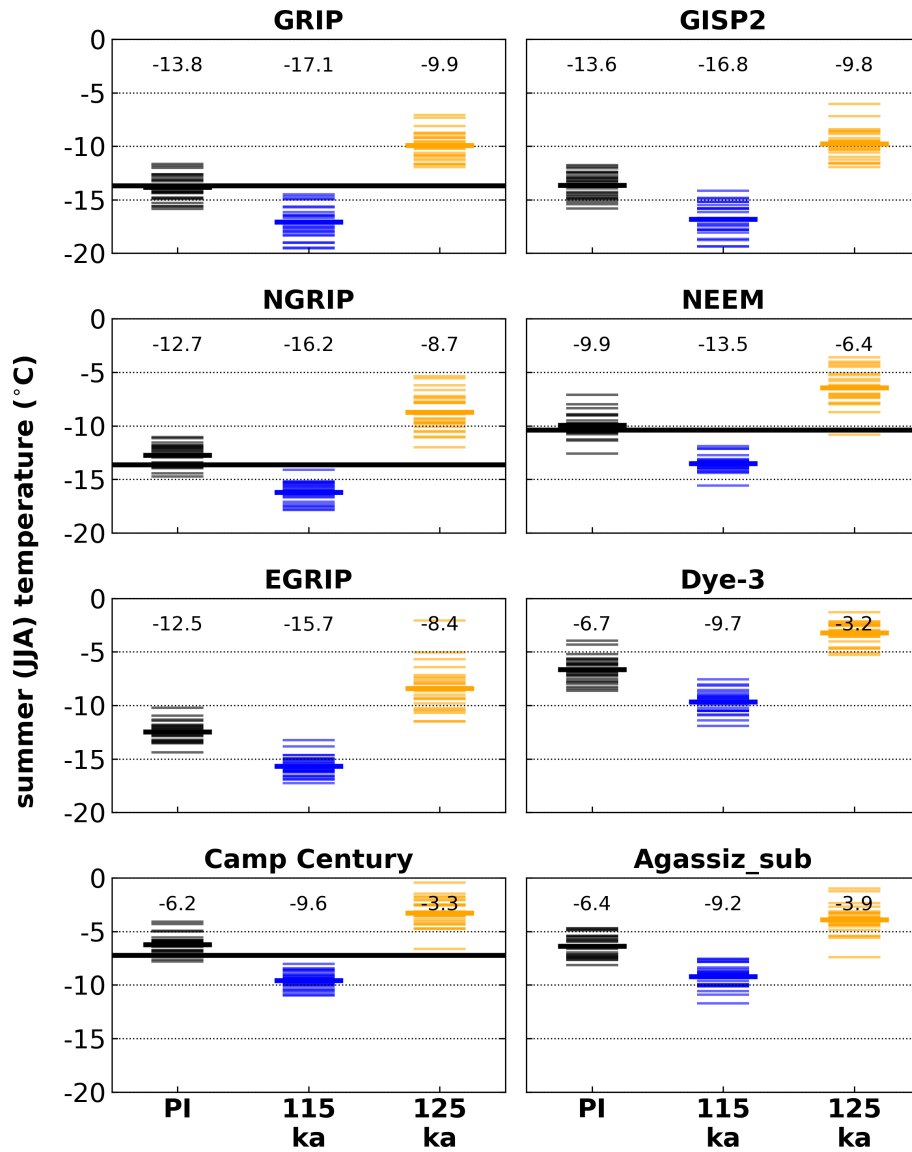 GRIP
GISP2
0
-13.8 -17.1 -9.9
-13.6 -16.8 -9.8
-5
-10
-15
-20
NGRIP
NEEM
0
-12.7 -16.2 -8.7
-9.9 -13.5 -6.4
-5
-10
-15
-20
summer (JJA) temperature (°C)
EGRIP
Dye-3
0
-12.5 -15.7 -8.4
-6.7 -9.7 -3.2
-5
-10
-15
-20
Camp Century
Agassiz_sub
0
-6.2 -9.6 -3.3
-6.4 -9.2 -3.9
-5
-10
-15
-20
PI 115 125
ka ka
PI 115 125
ka ka